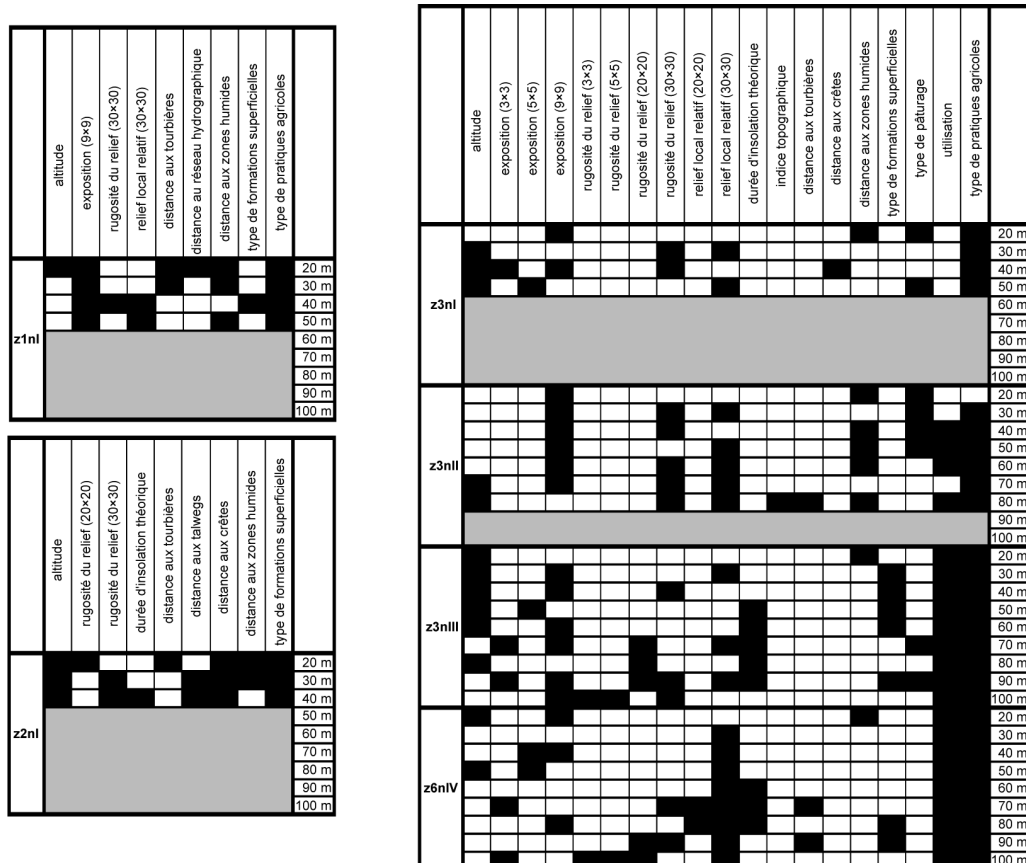 altitude
exposition (9×9)
rugosité du relief (30×30)
relief local relatif (30×30)
distance aux tourbières
distance au réseau hydrographique
distance aux zones humides
type de formations superficielles
type de pratiques agricoles
z1nI
20 m
30 m
40 m
50 m
60 m
70 m
80 m
90 m
100 m
altitude
rugosité du relief (20×20)
rugosité du relief (30×30)
durée d'insolation théorique
distance aux tourbières
distance aux talwegs
distance aux crêtes
distance aux zones humides
type de formations superficielles
z2nI
20 m
30 m
40 m
50 m
60 m
70 m
80 m
90 m
100 m
altitude
exposition (3×3)
exposition (5×5)
exposition (9×9)
rugosité du relief (3×3)
rugosité du relief (5×5)
rugosité du relief (20×20)
rugosité du relief (30×30)
relief local relatif (20×20)
relief local relatif (30×30)
durée d'insolation théorique
indice topographique
distance aux tourbières
distance aux crêtes
distance aux zones humides
type de formations superficielles
type de pâturage
utilisation
type de pratiques agricoles
z3nI
20 m
30 m
40 m
50 m
60 m
70 m
80 m
90 m
100 m
z3nII
20 m
30 m
40 m
50 m
60 m
70 m
80 m
90 m
100 m
z3nIII
20 m
30 m
40 m
50 m
60 m
70 m
80 m
90 m
100 m
z6nIV
20 m
30 m
40 m
50 m
60 m
70 m
80 m
90 m
100 m